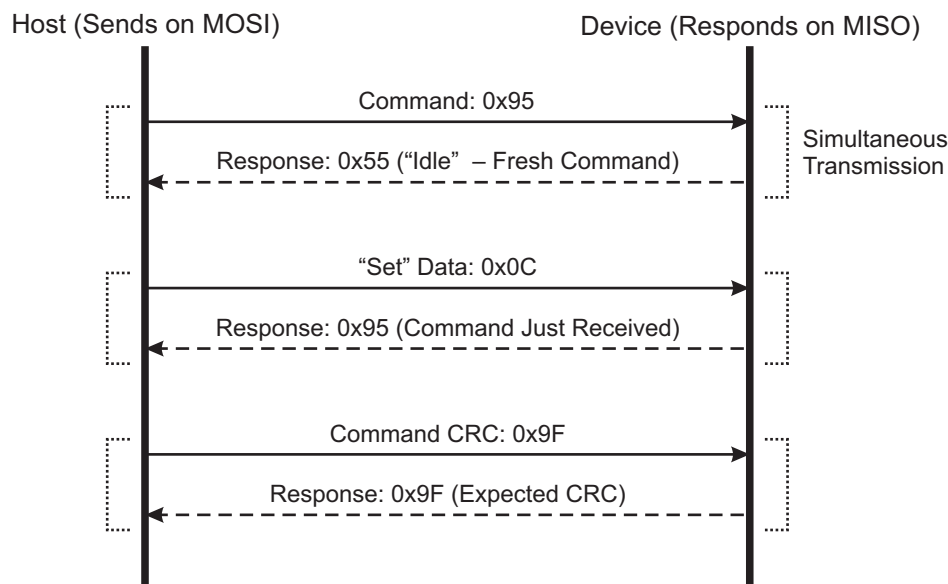 Host (Sends on MOSI)
Device (Responds on MISO)
Command: 0x95
Response: 0x55 (“Idle” – Fresh Command)
Simultaneous
Transmission
“Set” Data: 0x0C
Response: 0x95 (Command Just Received)
Command CRC: 0x9F
Response: 0x9F (Expected CRC)